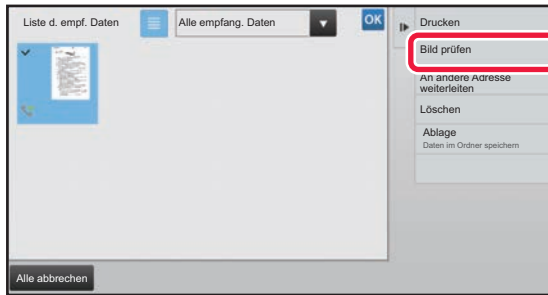 Liste d. empf. Daten
Alle empfang. Daten
OK
Drucken
Bild prüfen
An andere Adresse
weiterleiten
Löschen
Ablage
Daten im Ordner speichern
Alle abbrechen